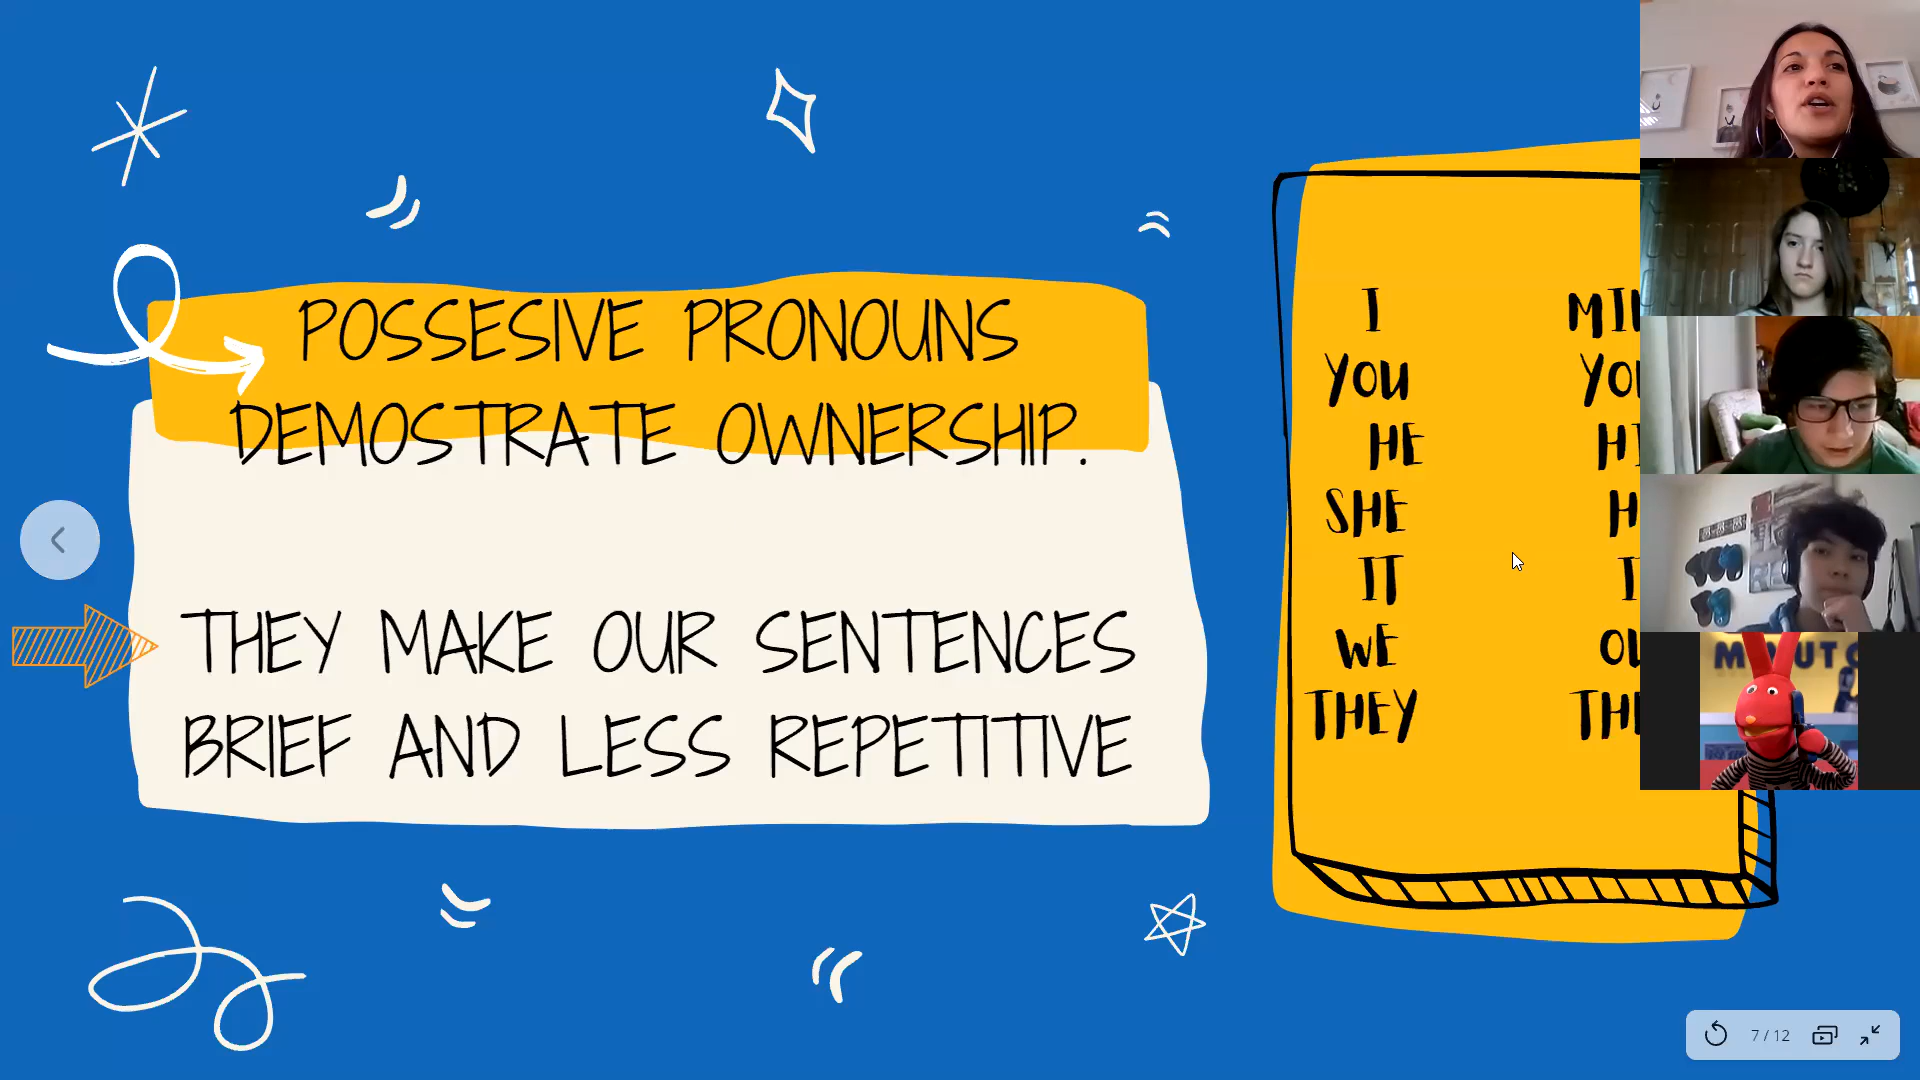 POSSESIVE PRONOUNS
DEMOSTRATE OWNERSHIP.
THEY MAKE OUR SENTENCES
BRIEF AND LESS REPETITIVE
I
YOU
HE
SHE
IT
WE
THEY
7 / 12